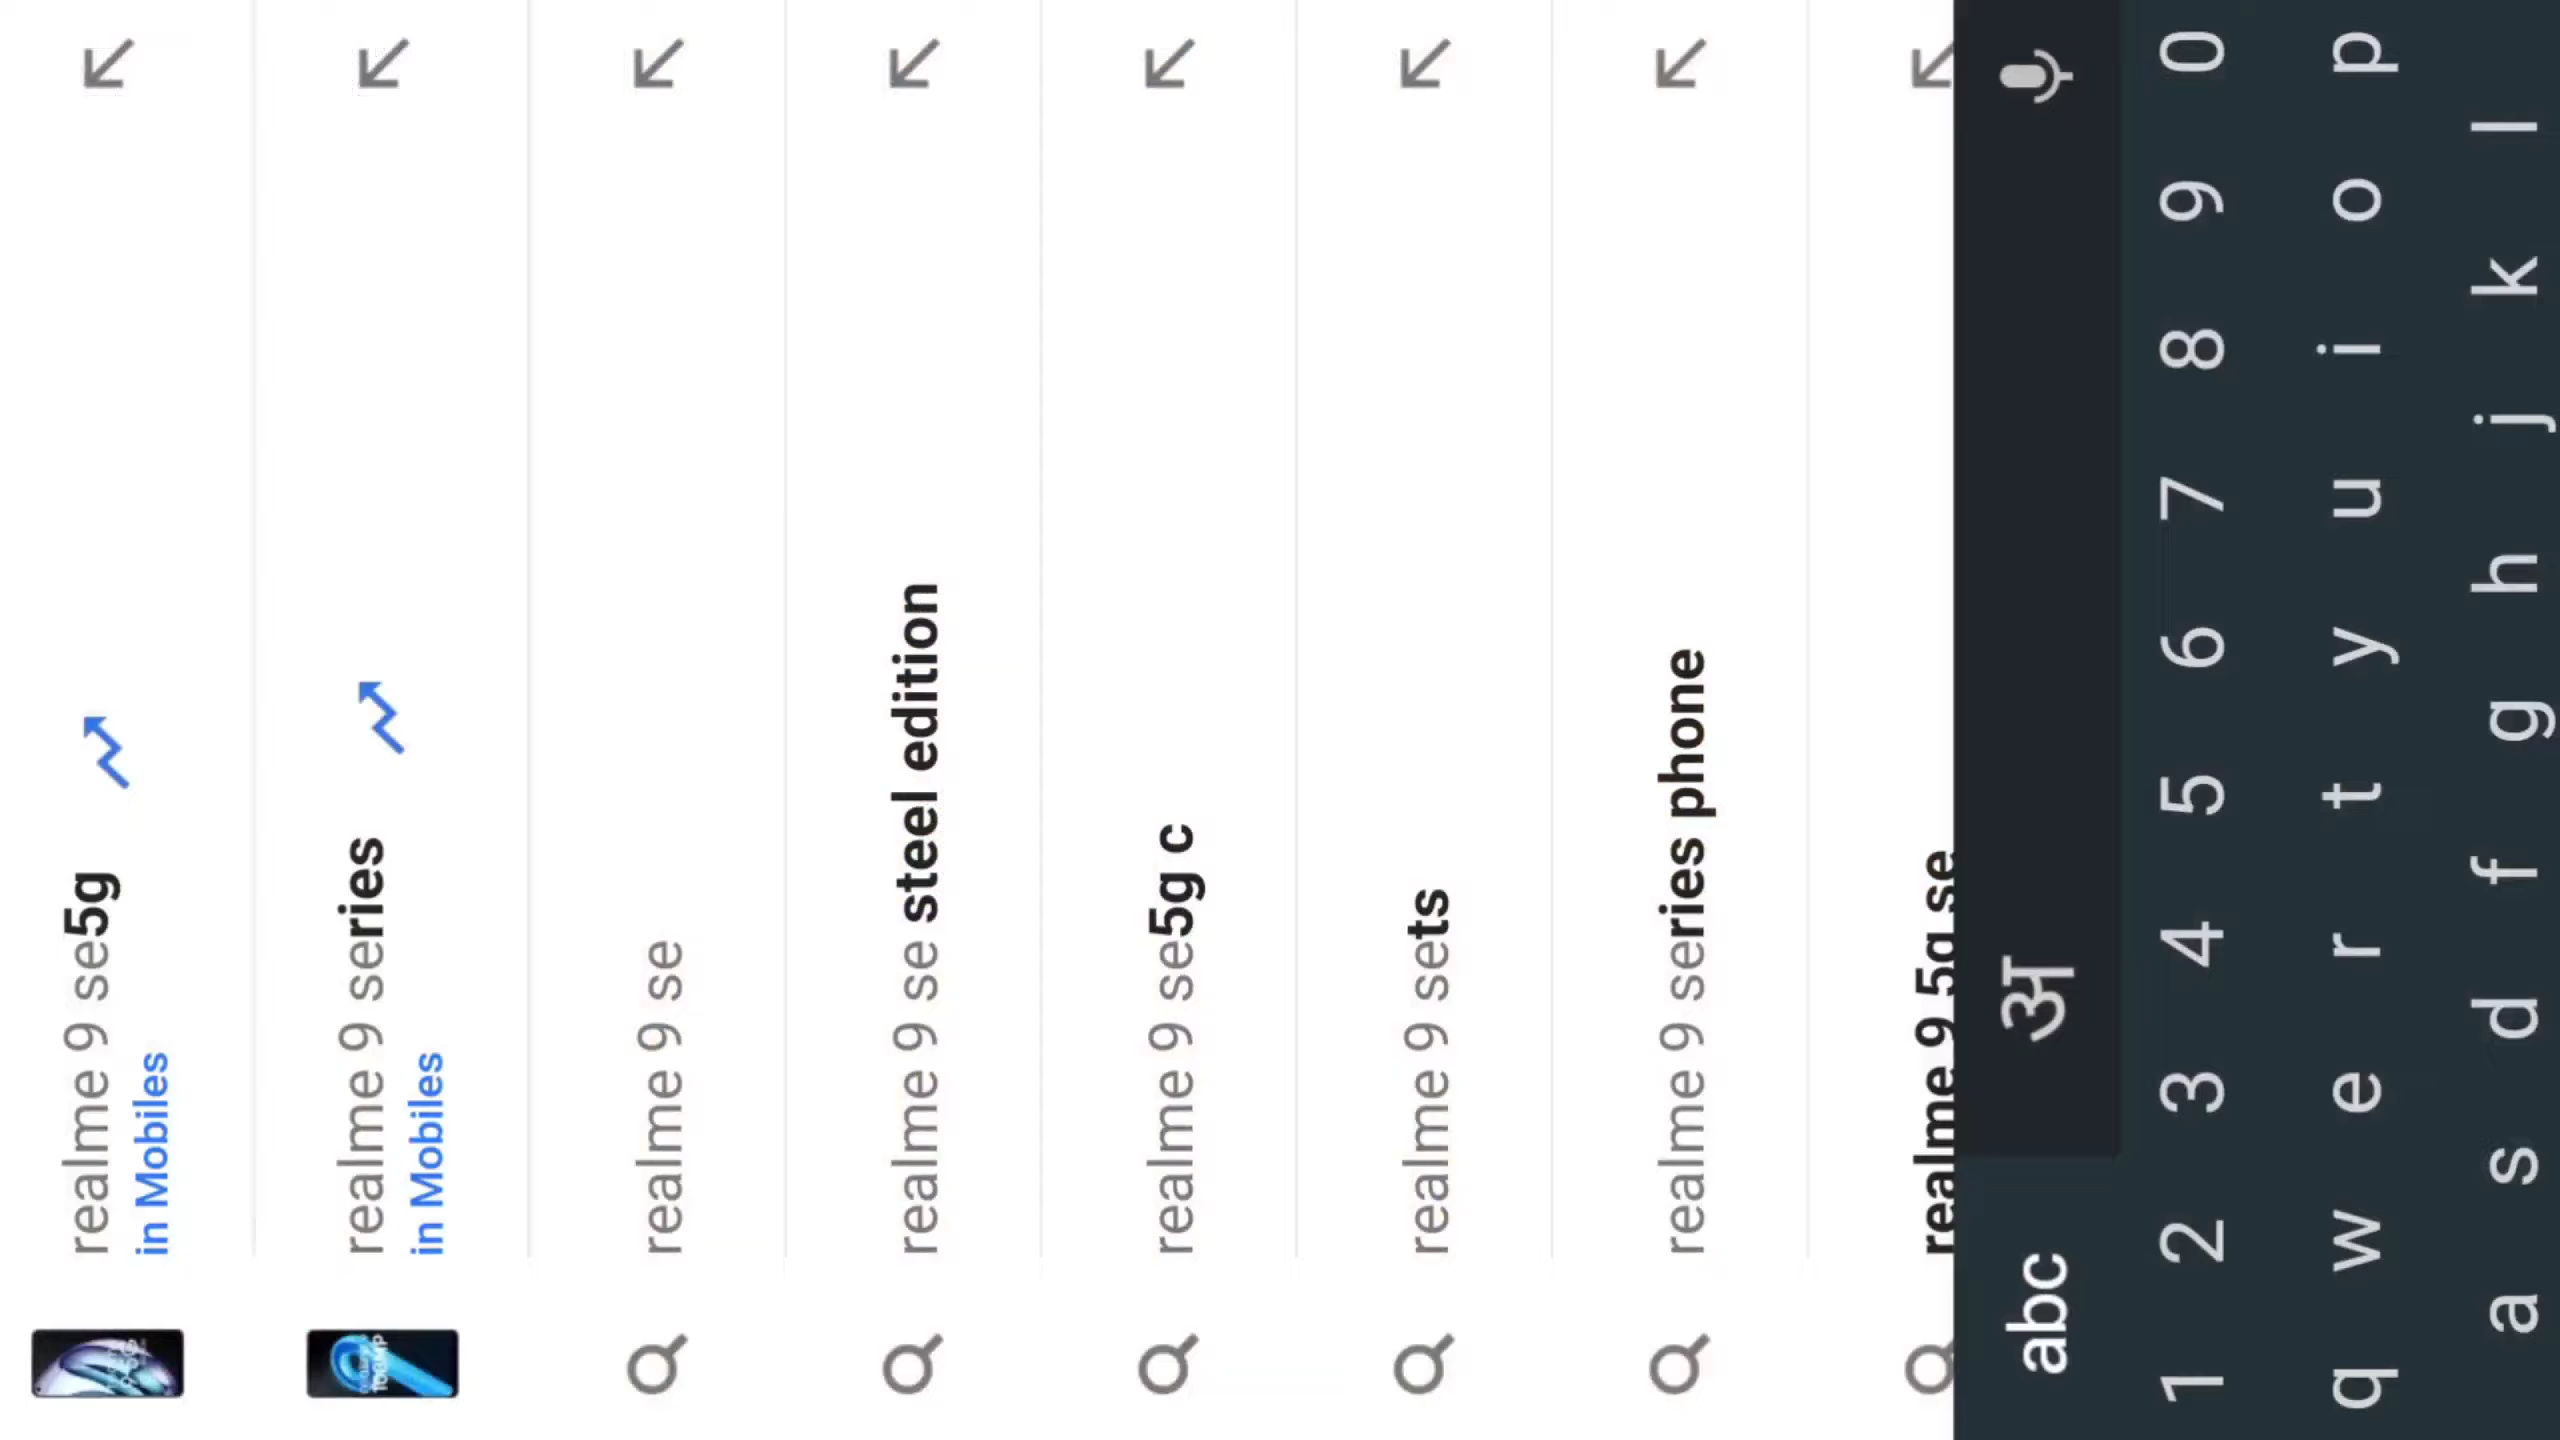 realme 9 se5g
in Mobiles
realme 9 series
in Mobiles
realme 9 se
realme 9 se steel edition
realme 9 se5g c
realme 9 sets
realme 9 series phone
realme 9 5g se
abc अ
1 2 3 4 5 6 7 8 9 0
q w e r t y u i o p
a s d f g h j k l